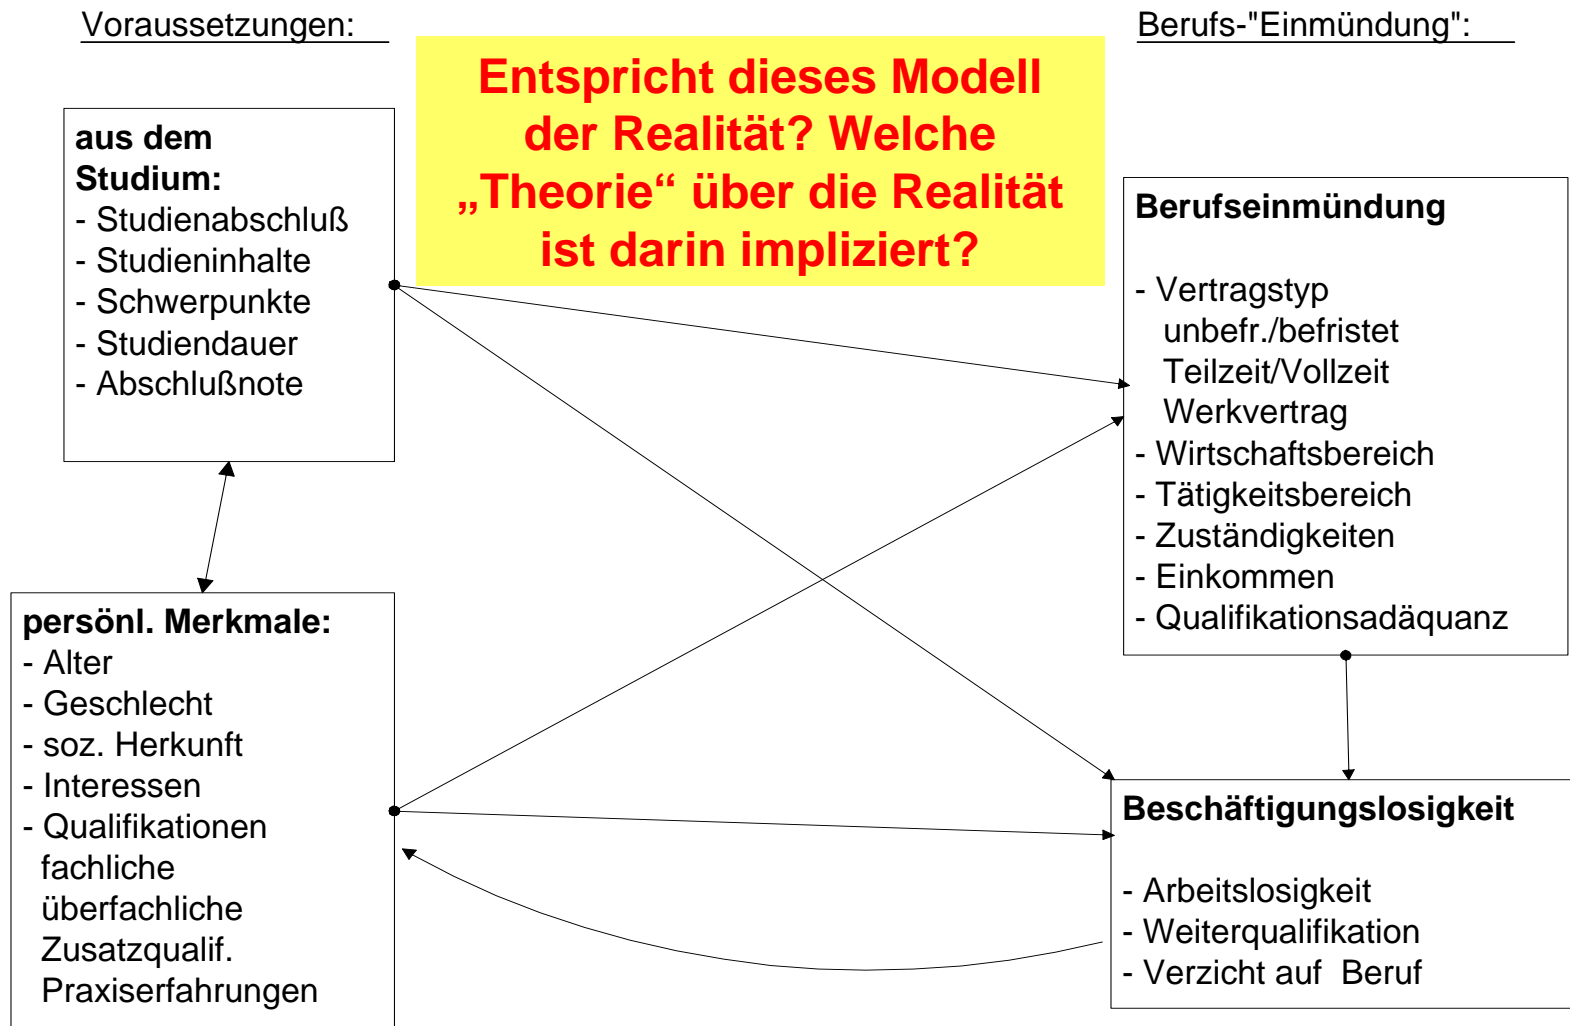 Voraussetzungen:
Berufs-"Einmündung":
Entspricht dieses Modell
der Realität? Welche
„Theorie“ über die Realität
ist darin impliziert?
aus dem
Studium:
- Studienabschluß
- Studieninhalte
- Schwerpunkte
- Studiendauer
- Abschlußnote
Berufseinmündung
- Vertragstyp
unbefr./befristet
Teilzeit/Vollzeit
Werkvertrag
- Wirtschaftsbereich
- Tätigkeitsbereich
- Zuständigkeiten
- Einkommen
- Qualifikationsadäquanz
persönl. Merkmale:
- Alter
- Geschlecht
- soz. Herkunft
- Interessen
- Qualifikationen
fachliche
überfachliche
Zusatzqualif.
Praxiserfahrungen
Beschäftigungslosigkeit
- Arbeitslosigkeit
- Weiterqualifikation
- Verzicht auf Beruf